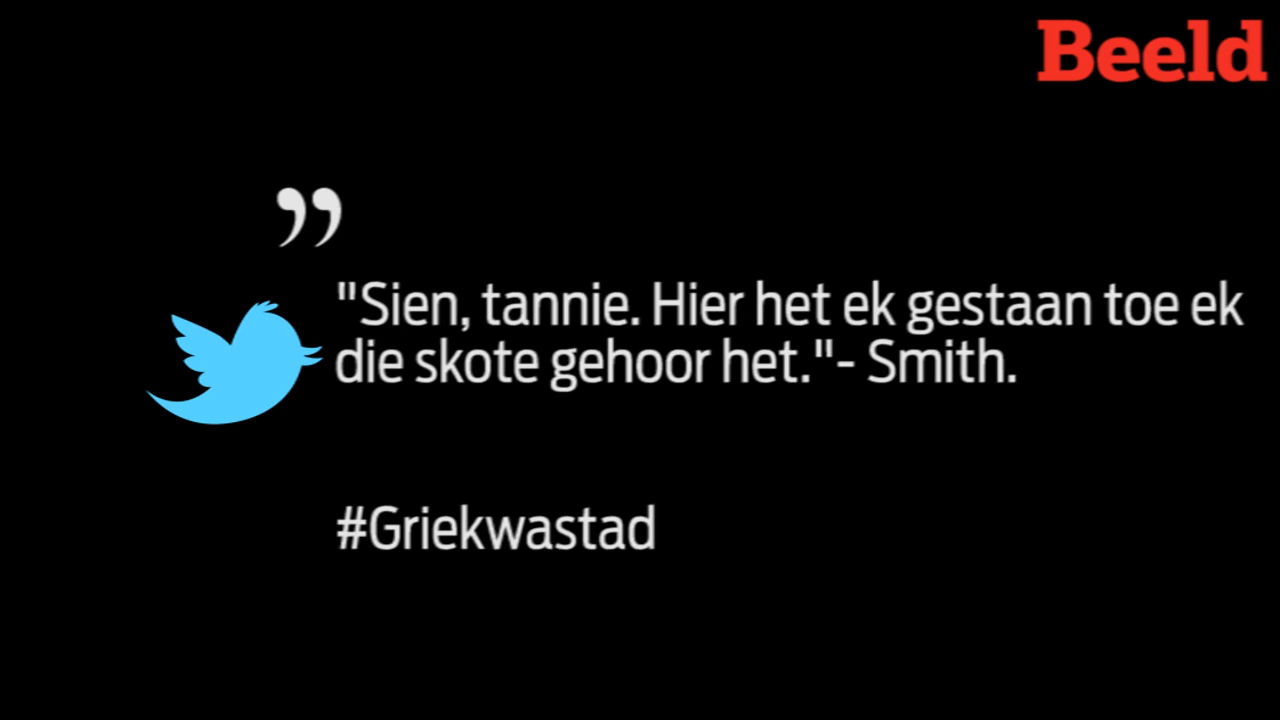 Beeld
”
"Sien, tannie. Hier het ek gestaan toe ek
die skote gehoor het."- Smith.
#Griekwastad